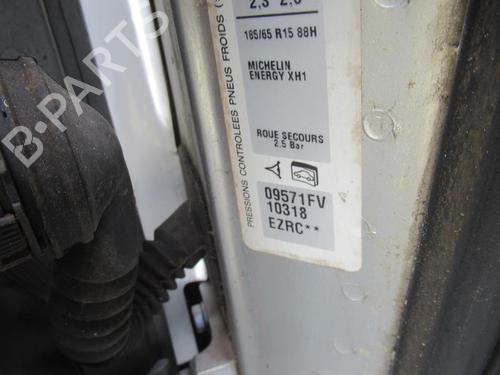 2,3 2,
185/65 R15 88H
MICHELIN
ENERGY XH1
ROUE SECOURS
2,5 Bar
PRESSIONS CONTROLEES PNEUS FROIDS
09571FV
10318
EZRC**
B-PARTS